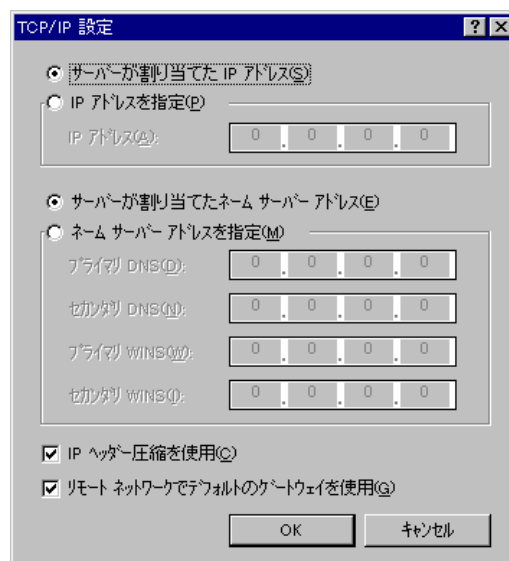 TCP/IP 設定
サーバーが割り当てた IP アドレス(S)
IP アドレスを指定(P)
IP アドレス(A): 0 . 0 . 0 . 0
サーバーが割り当てたネーム サーバー アドレス(E)
ネーム サーバー アドレスを指定(M)
プライマリ DNS(D): 0 . 0 . 0 . 0
セカンダリ DNS(N): 0 . 0 . 0 . 0
プライマリ WINS(W): 0 . 0 . 0 . 0
セカンダリ WINS(I): 0 . 0 . 0 . 0
IP ヘッダー圧縮を使用(C)
リモート ネットワークでデフォルトのゲートウェイを使用(G)
OK キャンセル